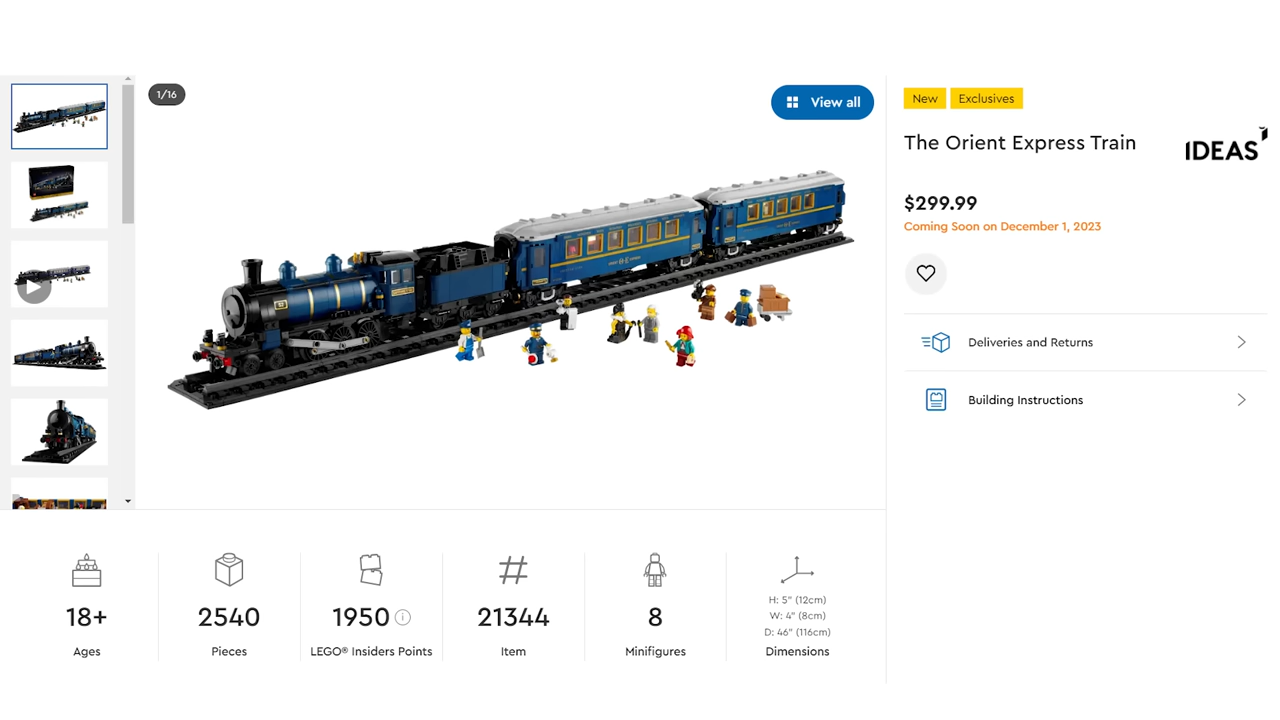 1/16
View all
New
Exclusives
The Orient Express Train
IDEAS
$299.99
Coming Soon on December 1, 2023
Deliveries and Returns
Building Instructions
18+
Ages
2540
Pieces
1950
LEGO® Insiders Points
#
21344
Item
8
Minifigures
H: 5" (12cm)
W: 4" (8cm)
D: 46" (116cm)
Dimensions